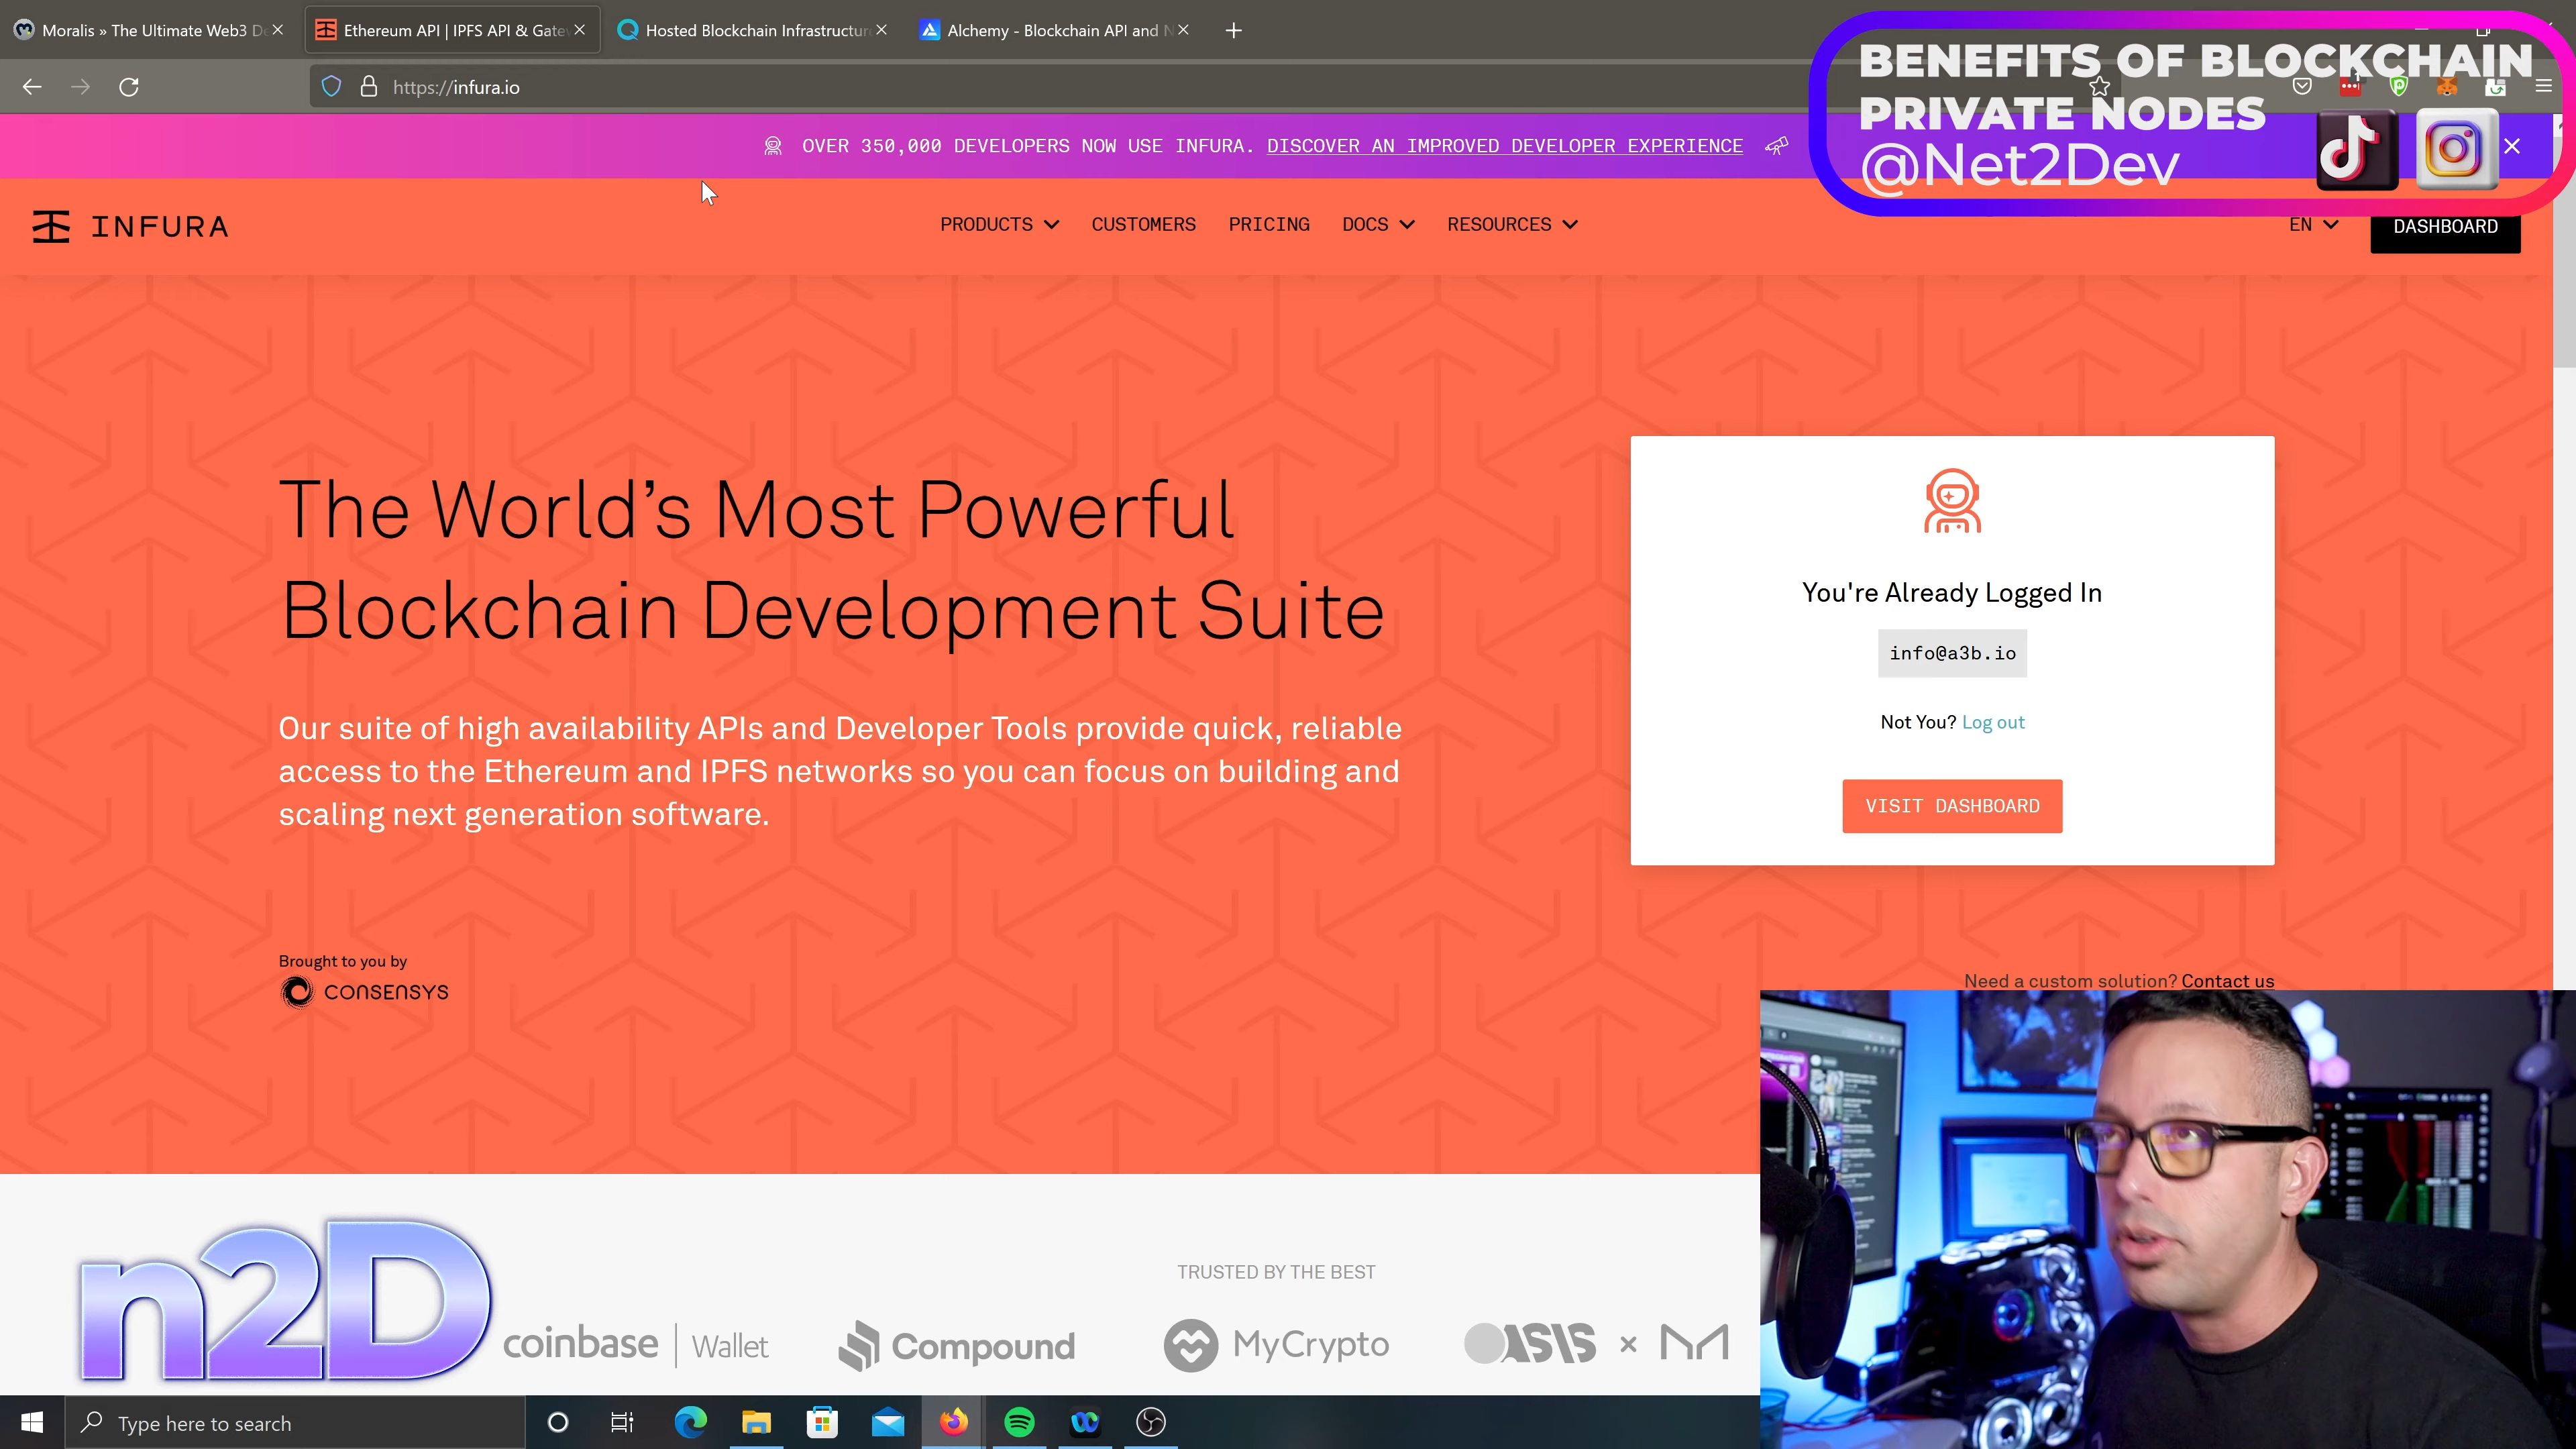 Moralis » The Ultimate Web3 De
Ethereum API | IPFS API & Gate
Hosted Blockchain Infrastructur
Alchemy - Blockchain API and N
BENEFITS OF BLOCKCHAIN
PRIVATE NODES
@Net2Dev
https://infura.io
OVER 350,000 DEVELOPERS NOW USE INFURA. DISCOVER AN IMPROVED DEVELOPER EXPERIENCE
INFURA
PRODUCTS
CUSTOMERS
PRICING
DOCS
RESOURCES
EN
DASHBOARD
The World's Most Powerful
Blockchain Development Suite
Our suite of high availability APIs and Developer Tools provide quick, reliable
access to the Ethereum and IPFS networks so you can focus on building and
scaling next generation software.
You're Already Logged In
info@a3b.io
Not You? Log out
VISIT DASHBOARD
Brought to you by
CONSENSYS
Need a custom solution? Contact us
TRUSTED BY THE BEST
n2D
coinbase | Wallet
Compound
MyCrypto
OASIS ×
Type here to search